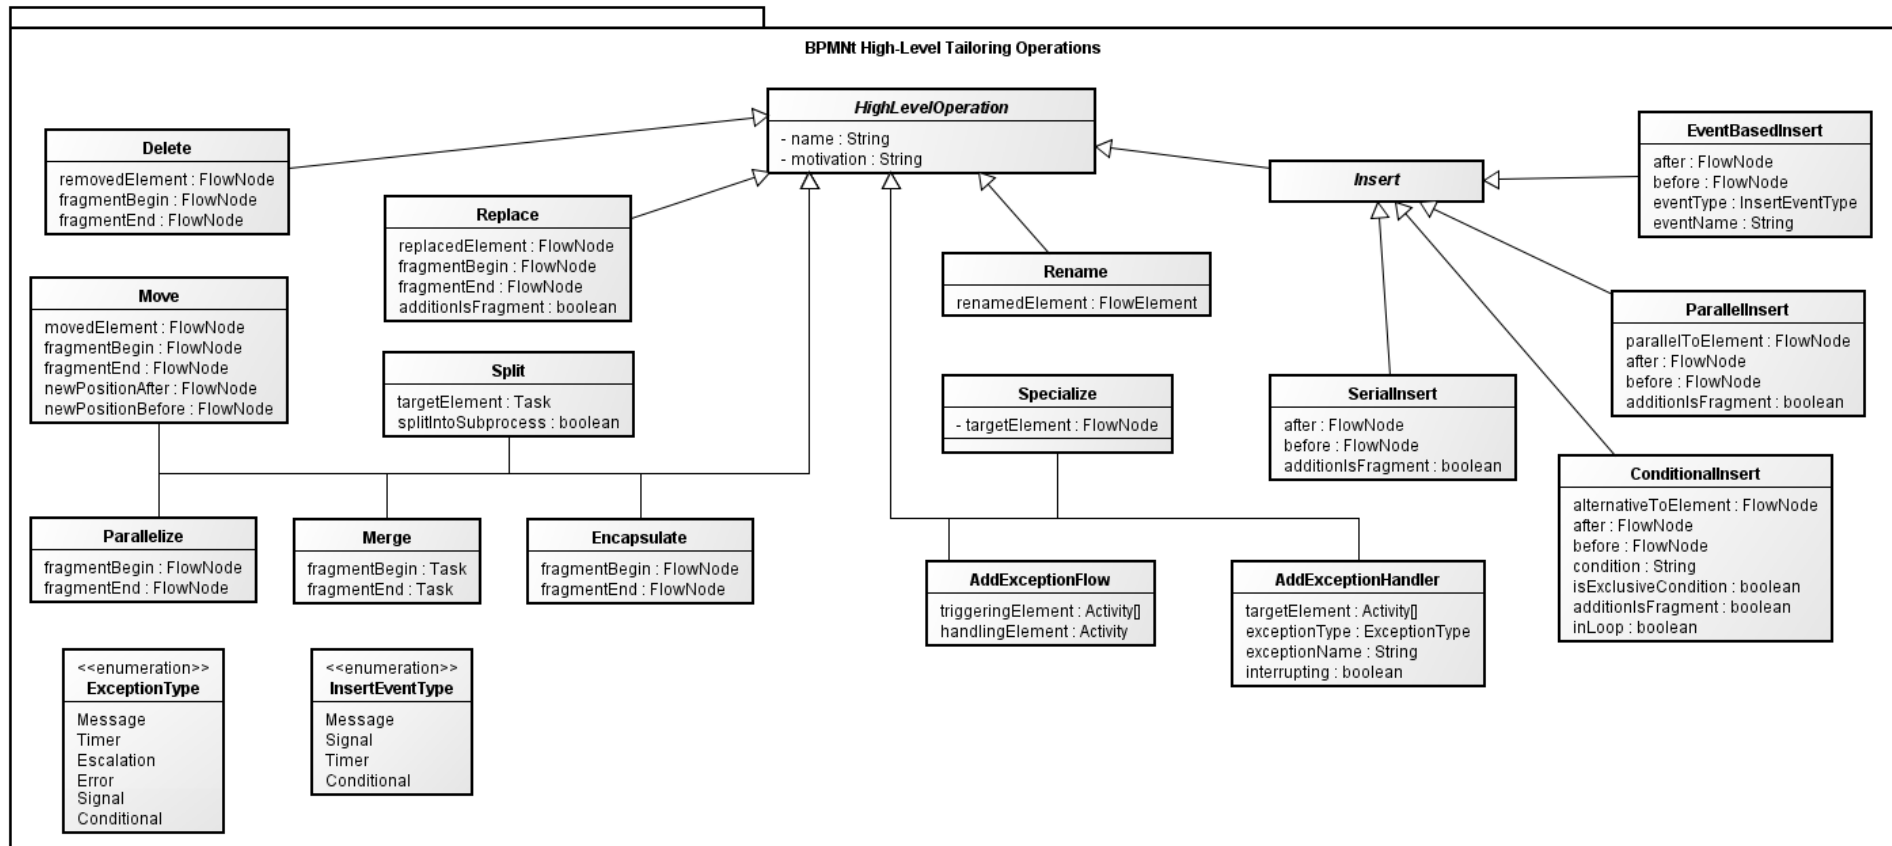 BPMNt High-Level Tailoring Operations
HighLevelOperation
- name : String
- motivation : String
Delete
removedElement : FlowNode
fragmentBegin : FlowNode
fragmentEnd : FlowNode
Replace
replacedElement : FlowNode
fragmentBegin : FlowNode
fragmentEnd : FlowNode
additionIsFragment : boolean
Move
movedElement : FlowNode
fragmentBegin : FlowNode
fragmentEnd : FlowNode
newPositionAfter : FlowNode
newPositionBefore : FlowNode
Split
targetElement : Task
splitIntoSubprocess : boolean
Parallelize
fragmentBegin : FlowNode
fragmentEnd : FlowNode
Merge
fragmentBegin : Task
fragmentEnd : Task
Encapsulate
fragmentBegin : FlowNode
fragmentEnd : FlowNode
<<enumeration>>
ExceptionType
Message
Timer
Escalation
Error
Signal
Conditional
<<enumeration>>
InsertEventType
Message
Signal
Timer
Conditional
Rename
renamedElement : FlowElement
Specialize
- targetElement : FlowNode
AddExceptionFlow
triggeringElement : Activity[]
handlingElement : Activity
AddExceptionHandler
targetElement : Activity[]
exceptionType : ExceptionType
exceptionName : String
interrupting : boolean
Insert
EventBasedInsert
after : FlowNode
before : FlowNode
eventType : InsertEventType
eventName : String
ParallelInsert
parallelToElement : FlowNode
after : FlowNode
before : FlowNode
additionIsFragment : boolean
SerialInsert
after : FlowNode
before : FlowNode
additionIsFragment : boolean
ConditionalInsert
alternativeToElement : FlowNode
after : FlowNode
before : FlowNode
condition : String
isExclusiveCondition : boolean
additionIsFragment : boolean
inLoop : boolean